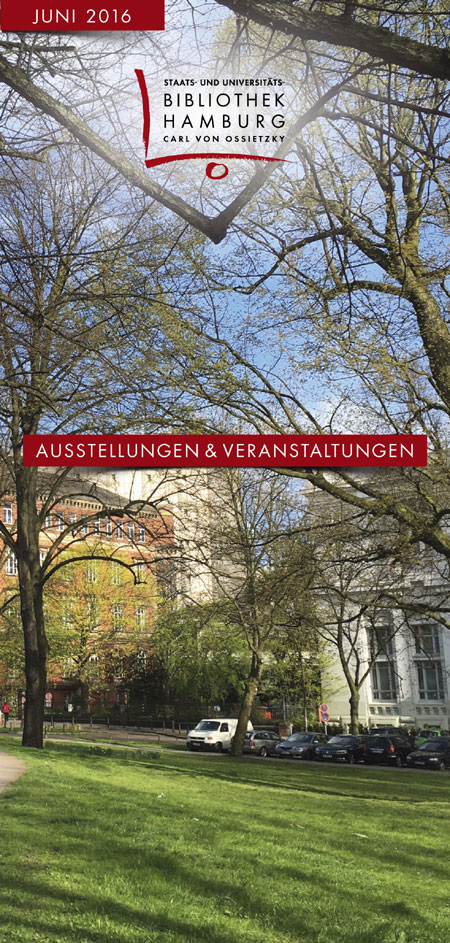 JUNI 2016
STAATS- UND UNIVERSITÄTS-
BIBLIOTHEK
HAMBURG
CARL VON OSSIETZKY
AUSSTELLUNGEN & VERANSTALTUNGEN